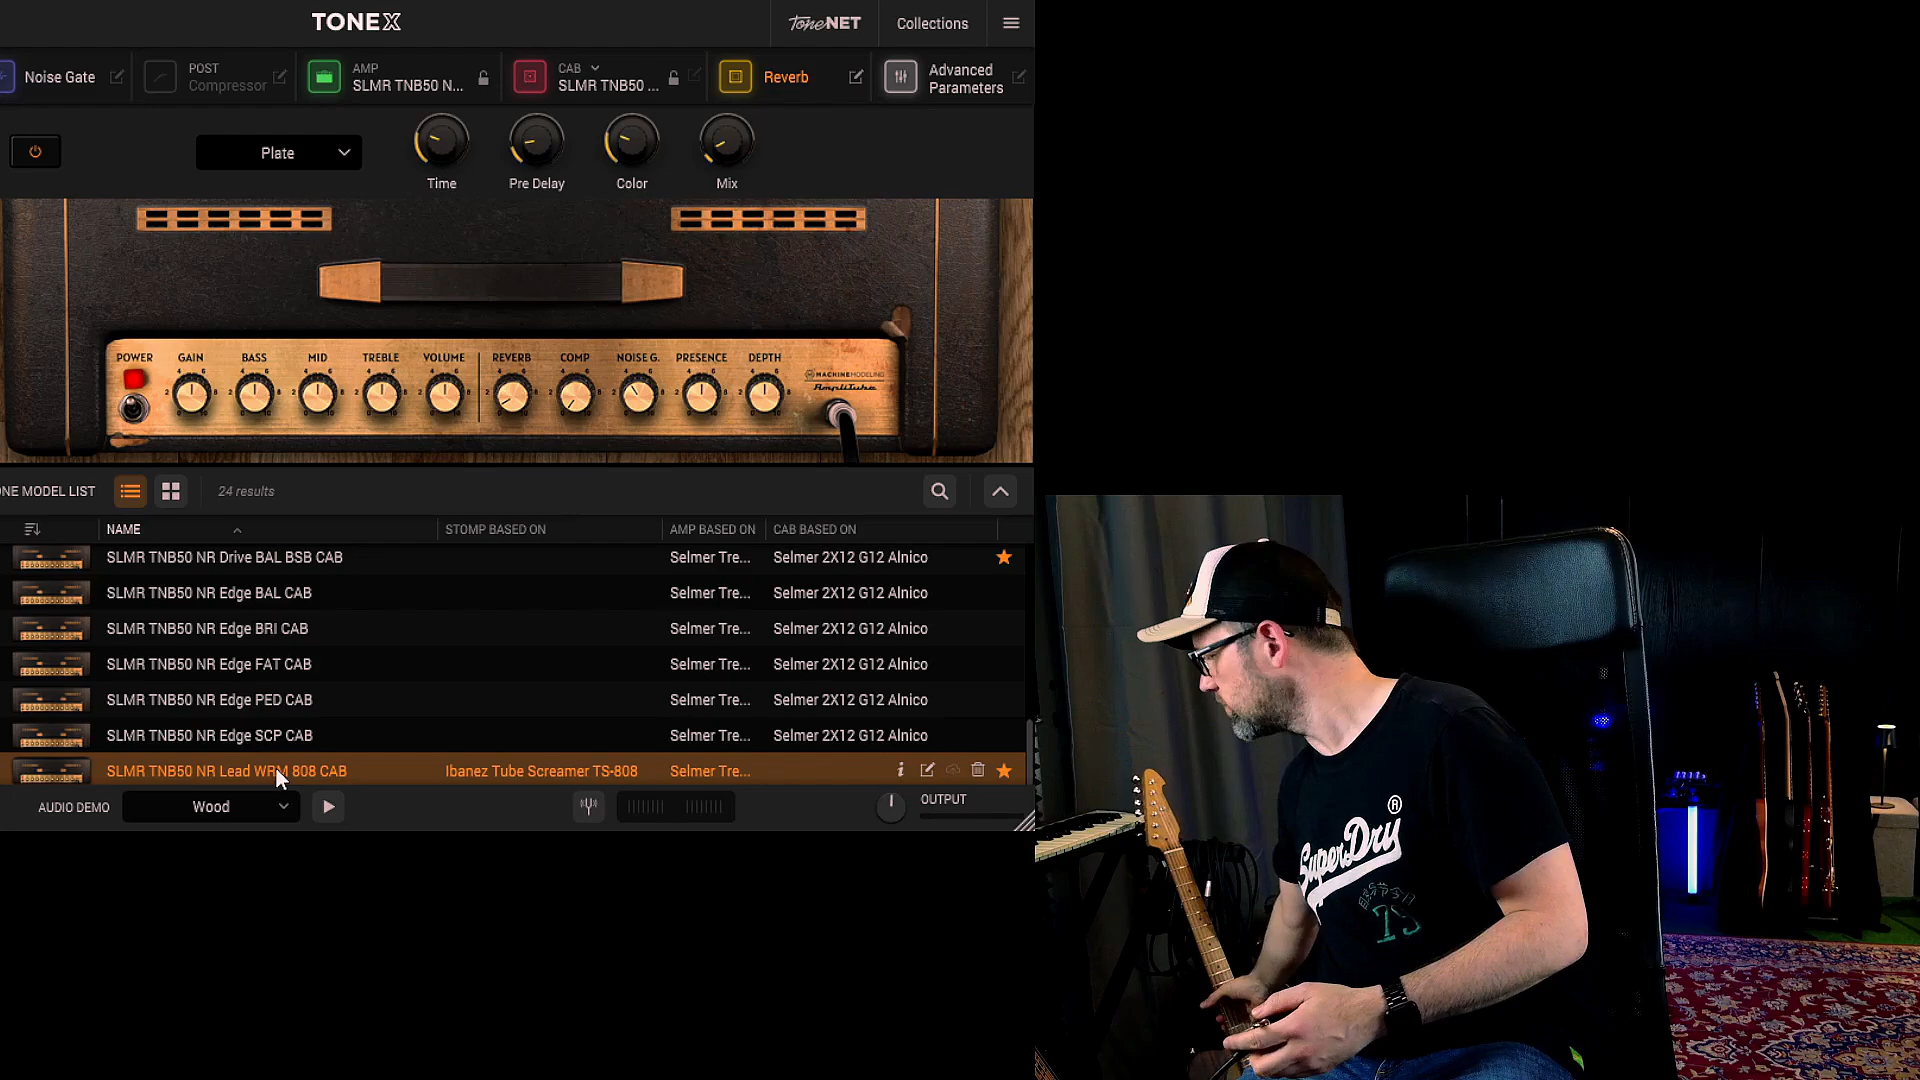 TONEX
ToneNET
Collections
Noise Gate
POST
Compressor
AMP
SLMR TNB50 N...
CAB
SLMR TNB50 ...
Reverb
Advanced
Parameters
Plate
Time
Pre Delay
Color
Mix
POWER GAIN BASS MID TREBLE VOLUME REVERB COMP NOISE G. PRESENCE DEPTH
MACHINE MODELING
AmpliTube
ONE MODEL LIST
24 results
NAME STOMP BASED ON AMP BASED ON CAB BASED ON
SLMR TNB50 NR Drive BAL BSB CAB Selmer Tre... Selmer 2X12 G12 Alnico
SLMR TNB50 NR Edge BAL CAB Selmer Tre... Selmer 2X12 G12 Alnico
SLMR TNB50 NR Edge BRI CAB Selmer Tre... Selmer 2X12 G12 Alnico
SLMR TNB50 NR Edge FAT CAB Selmer Tre... Selmer 2X12 G12 Alnico
SLMR TNB50 NR Edge PED CAB Selmer Tre... Selmer 2X12 G12 Alnico
SLMR TNB50 NR Edge SCP CAB Selmer Tre... Selmer 2X12 G12 Alnico
SLMR TNB50 NR Lead WRM 808 CAB Ibanez Tube Screamer TS-808 Selmer Tre...
AUDIO DEMO Wood OUTPUT
SuperDry®